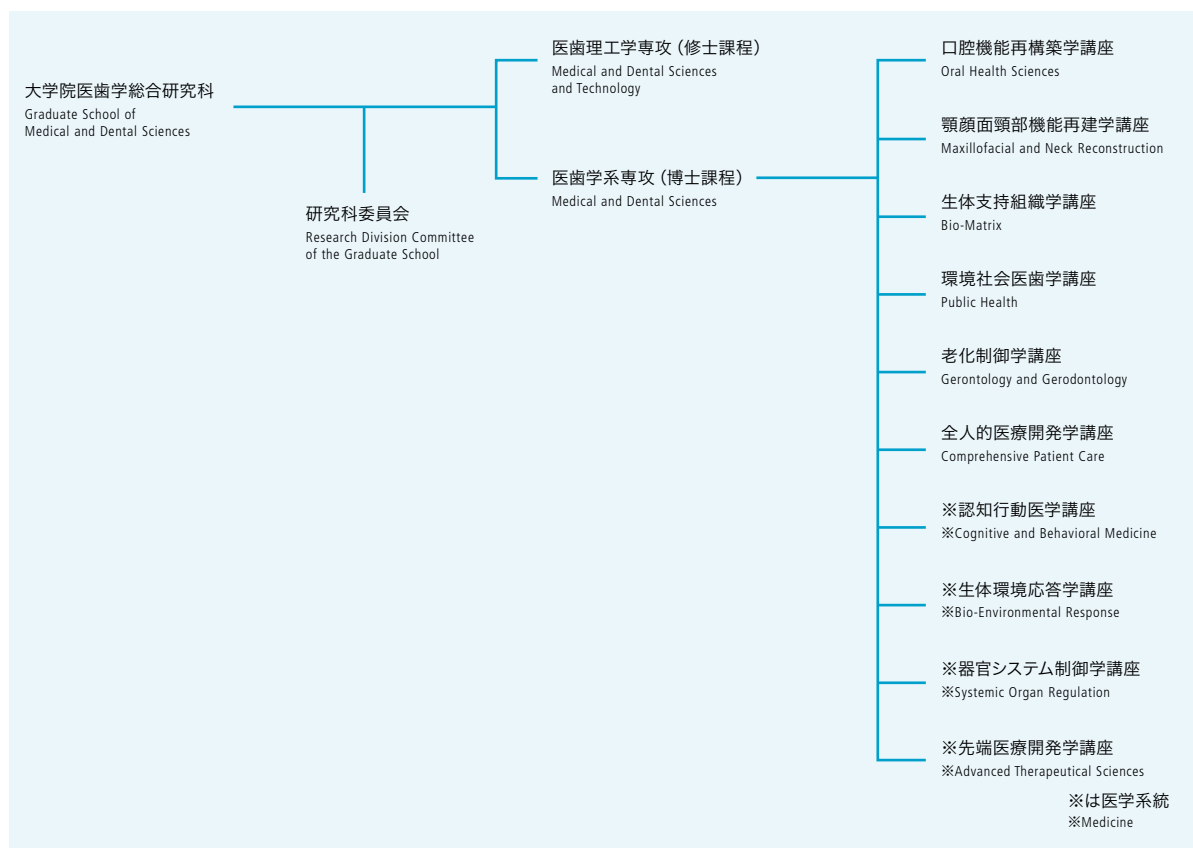 大学院医歯学総合研究科
Graduate School of
Medical and Dental Sciences
研究科委員会
Research Division Committee
of the Graduate School
医歯理工学専攻（修士課程）
Medical and Dental Sciences
and Technology
医歯学系専攻（博士課程）
Medical and Dental Sciences
口腔機能再構築学講座
Oral Health Sciences
顎顔面頸部機能再建学講座
Maxillofacial and Neck Reconstruction
生体支持組織学講座
Bio-Matrix
環境社会医歯学講座
Public Health
老化制御学講座
Gerontology and Gerodontology
全人的医療開発学講座
Comprehensive Patient Care
※認知行動医学講座
※Cognitive and Behavioral Medicine
※生体環境応答学講座
※Bio-Environmental Response
※器官システム制御学講座
※Systemic Organ Regulation
※先端医療開発学講座
※Advanced Therapeutical Sciences
※は医学系統
※Medicine